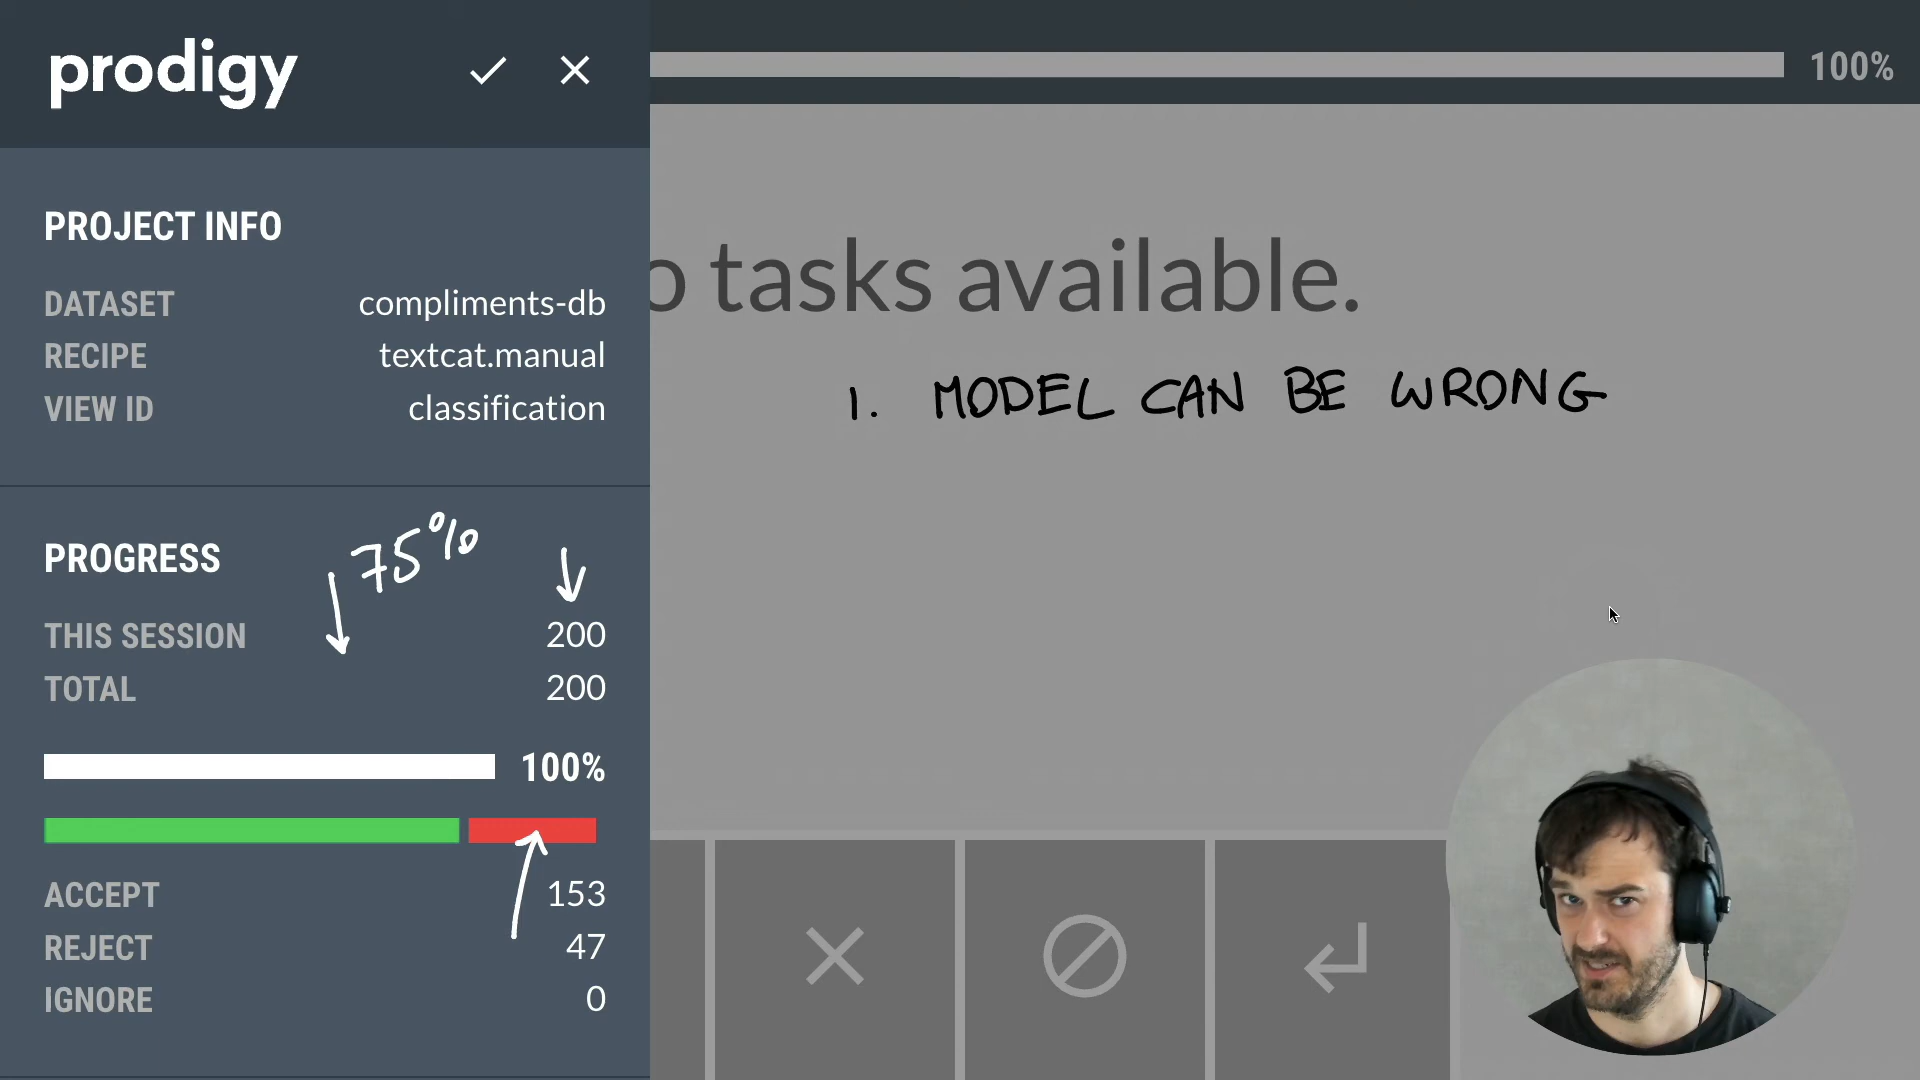 prodigy
100%
PROJECT INFO
DATASET compliments-db
RECIPE textcat.manual
VIEW ID classification
o tasks available.
1. MODEL CAN BE WRONG
75%
PROGRESS
THIS SESSION 200
TOTAL 200
100%
ACCEPT 153
REJECT 47
IGNORE 0